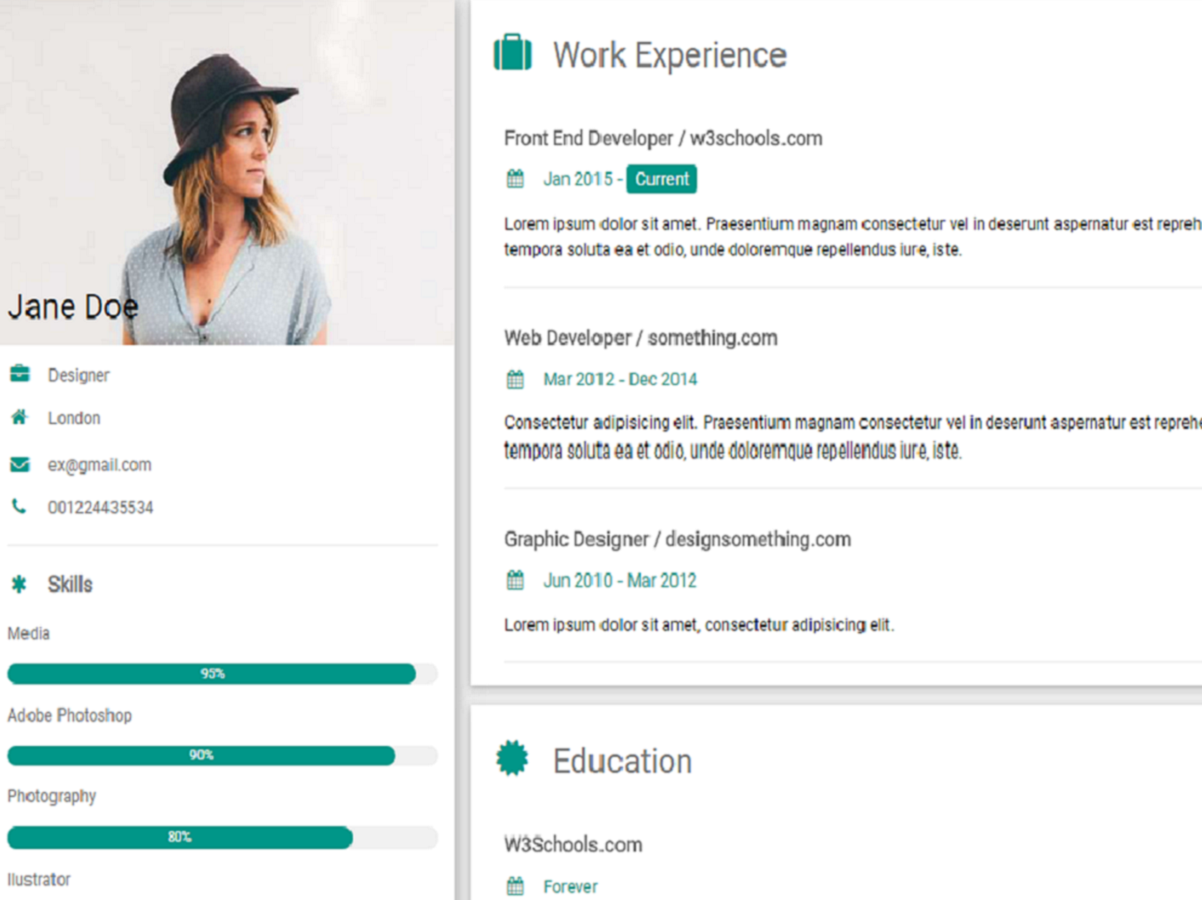 Jane Doe
Designer
London
ex@gmail.com
001224435534
Skills
Media
95%
Adobe Photoshop
90%
Photography
80%
llustrator
Work Experience
Front End Developer / w3schools.com
Jan 2015 - Current
Lorem ipsum dolor sit amet. Praesentium magnam consectetur vel in deserunt aspernatur est repreh
tempora soluta ea et odio, unde doloremque repellendus iure, iste.
Web Developer / something.com
Mar 2012 - Dec 2014
Consectetur adipisicing elit. Praesentium magnam consectetur vel in deserunt aspernatur est reprehe
tempora soluta ea et odio, unde doloremque repellendus iure, iste.
Graphic Designer / designsomething.com
Jun 2010 - Mar 2012
Lorem ipsum dolor sit amet, consectetur adipisicing elit.
Education
W3Schools.com
Forever